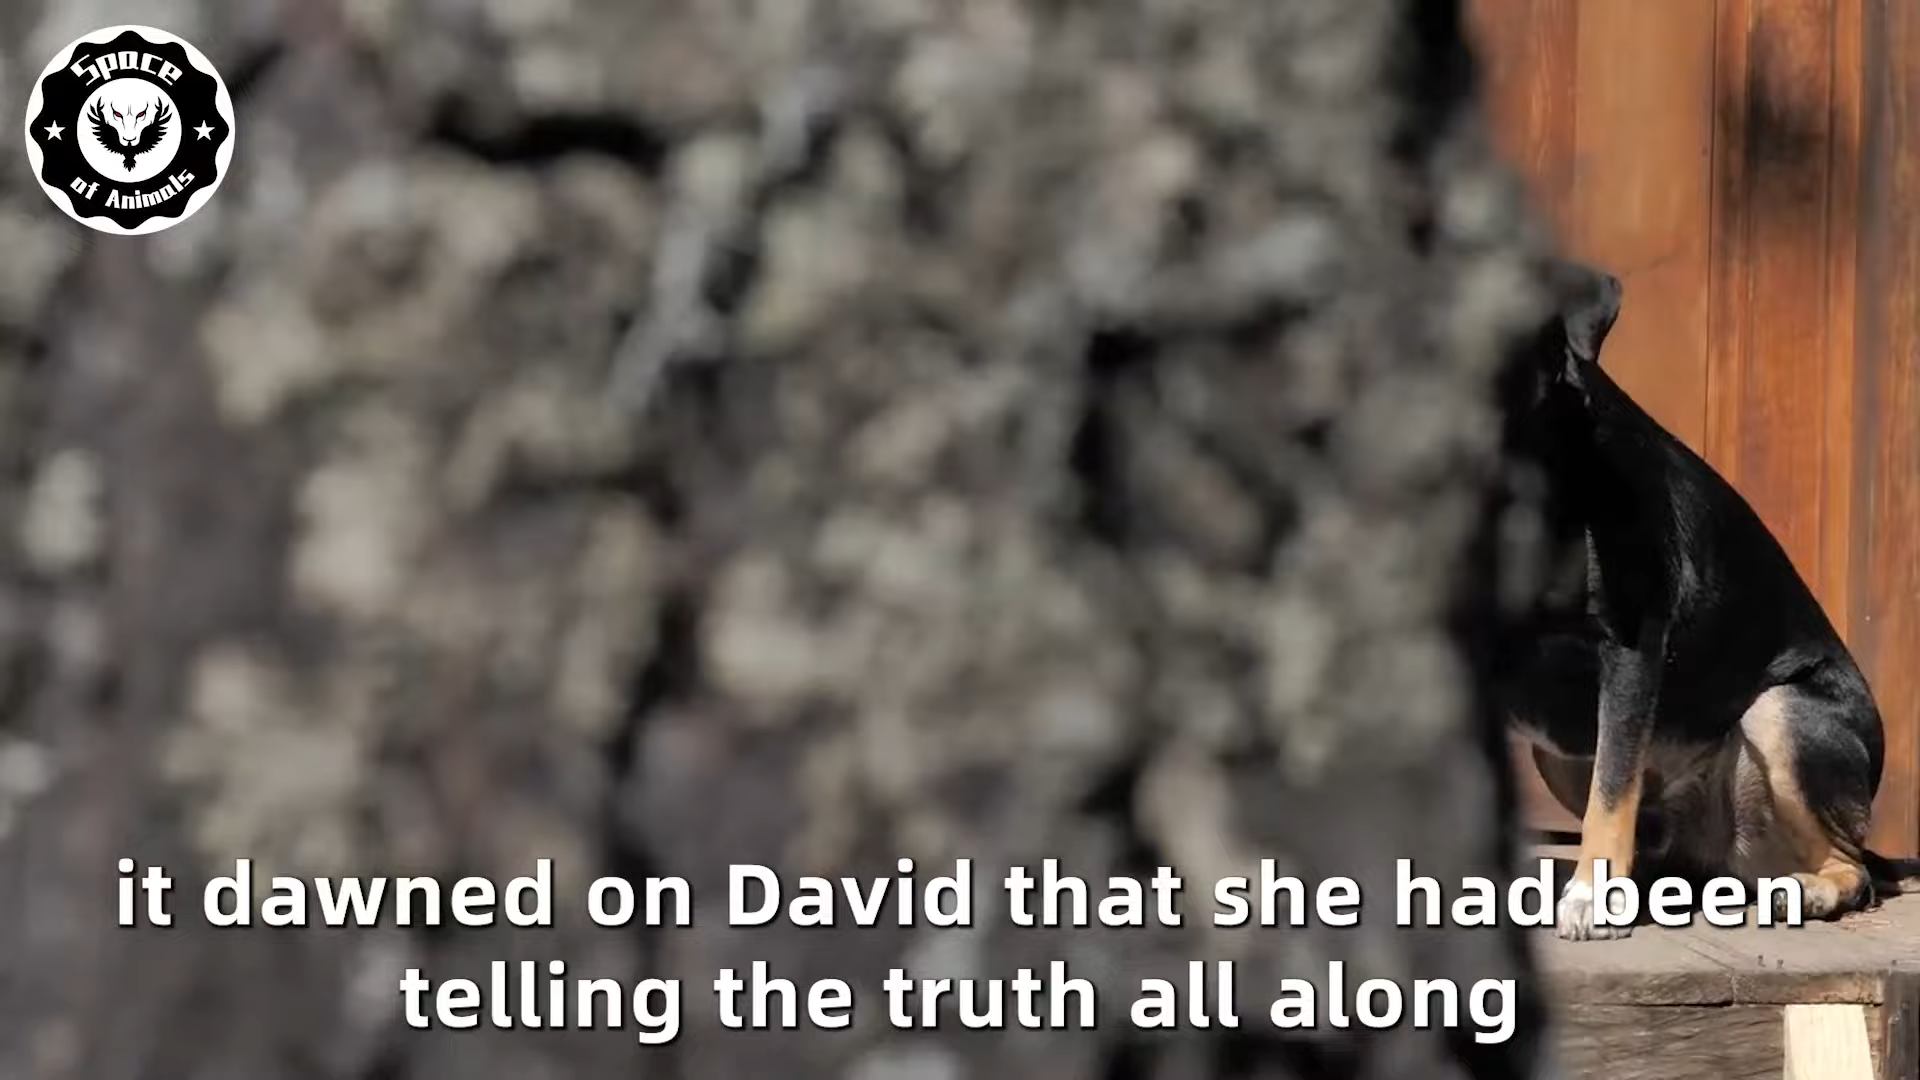 Space
of Animals
it dawned on David that she had been
telling the truth all along